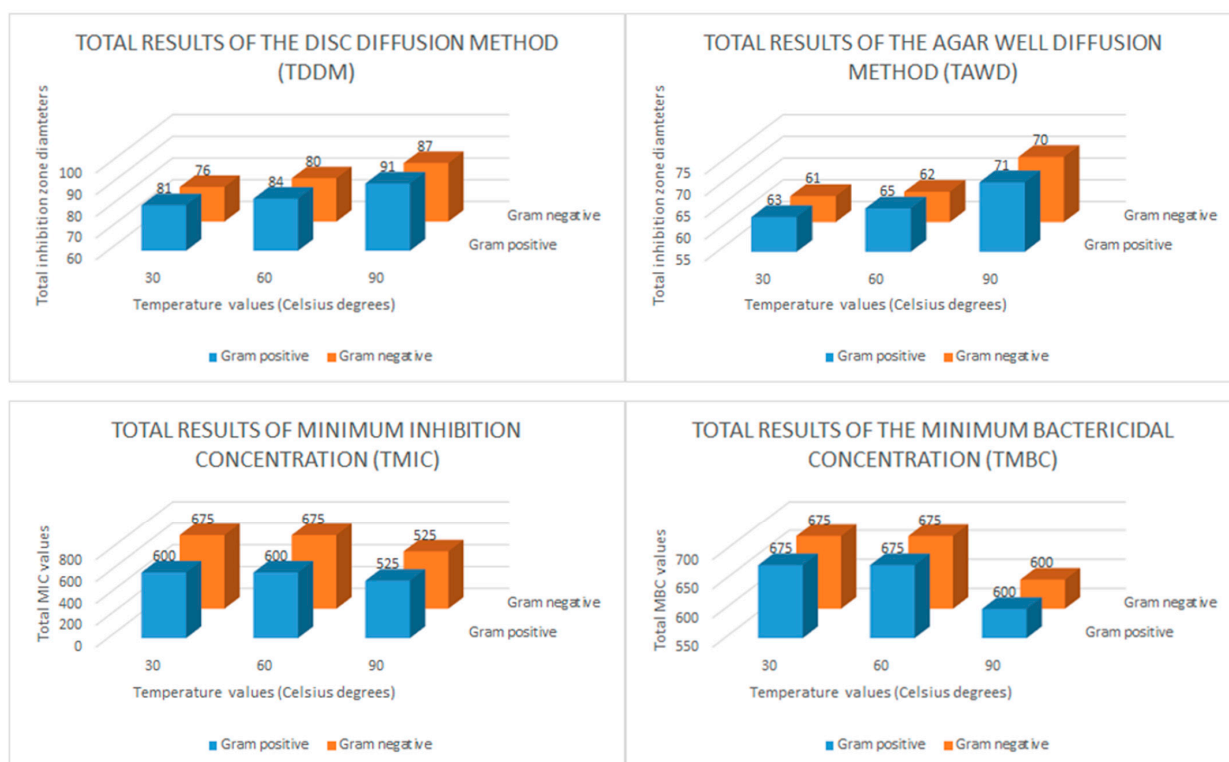 TOTAL RESULTS OF THE DISC DIFFUSION METHOD
(TDDM)
Total inhibition zone diamteters
100
90
80
70
60
81
76
84
80
91
87
Gram negative
Gram positive
30
60
90
Temperature values (Celsius degrees)
Gram positive
Gram negative
TOTAL RESULTS OF THE AGAR WELL DIFFUSION
METHOD (TAWD)
Total inhibition zone diameters
75
70
65
60
55
63
61
65
62
71
70
Gram negative
Gram positive
30
60
90
Temperature values (Celsius degrees)
Gram positive
Gram negative
TOTAL RESULTS OF MINIMUM INHIBITION
CONCENTRATION (TMIC)
Total MIC values
800
600
400
200
0
600
675
600
675
525
525
Gram negative
Gram positive
30
60
90
Temperature values (Celsius degrees)
Gram positive
Gram negative
TOTAL RESULTS OF THE MINIMUM BACTERICIDAL
CONCENTRATION (TMBC)
Total MBC values
700
650
600
550
675
675
675
675
600
600
Gram negative
Gram positive
30
60
90
Temperature values (Celsius degrees)
Gram positive
Gram negative